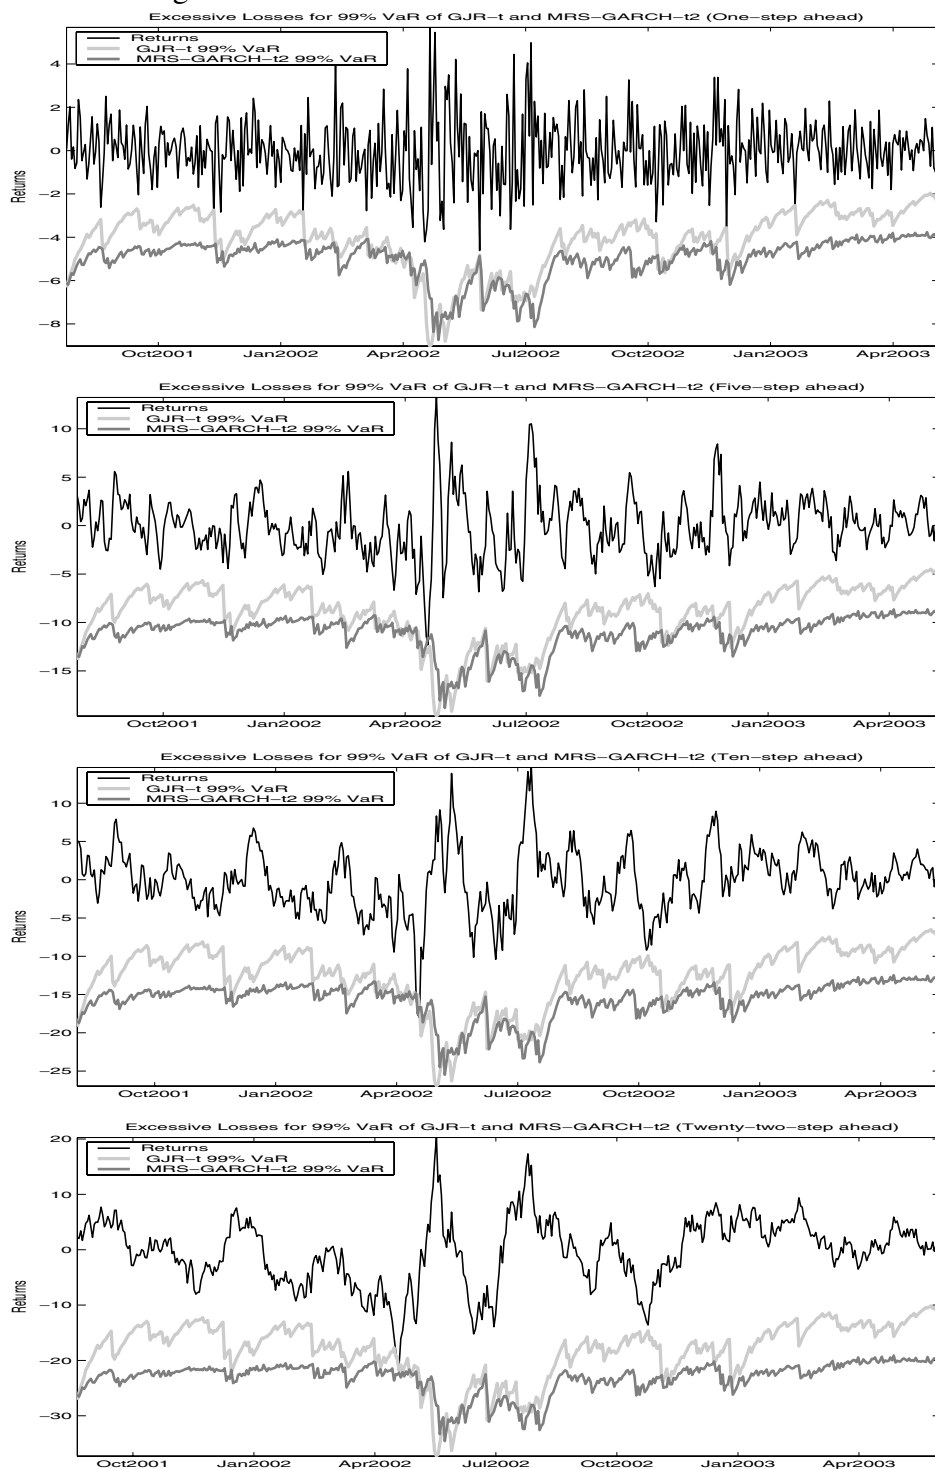 Excessive Losses for 99% VaR of GJR−t and MRS−GARCH−t2 (One−step ahead)
Returns
GJR−t 99% VaR
MRS−GARCH−t2 99% VaR
4
2
0
−2
−4
−6
−8
Returns
Oct2001 Jan2002 Apr2002 Jul2002 Oct2002 Jan2003 Apr2003
Excessive Losses for 99% VaR of GJR−t and MRS−GARCH−t2 (Five−step ahead)
Returns
GJR−t 99% VaR
MRS−GARCH−t2 99% VaR
10
5
0
−5
−10
−15
Returns
Oct2001 Jan2002 Apr2002 Jul2002 Oct2002 Jan2003 Apr2003
Excessive Losses for 99% VaR of GJR−t and MRS−GARCH−t2 (Ten−step ahead)
Returns
GJR−t 99% VaR
MRS−GARCH−t2 99% VaR
10
5
0
−5
−10
−15
−20
−25
Returns
Oct2001 Jan2002 Apr2002 Jul2002 Oct2002 Jan2003 Apr2003
Excessive Losses for 99% VaR of GJR−t and MRS−GARCH−t2 (Twenty−two−step ahead)
Returns
GJR−t 99% VaR
MRS−GARCH−t2 99% VaR
20
10
0
−10
−20
−30
Returns
Oct2001 Jan2002 Apr2002 Jul2002 Oct2002 Jan2003 Apr2003